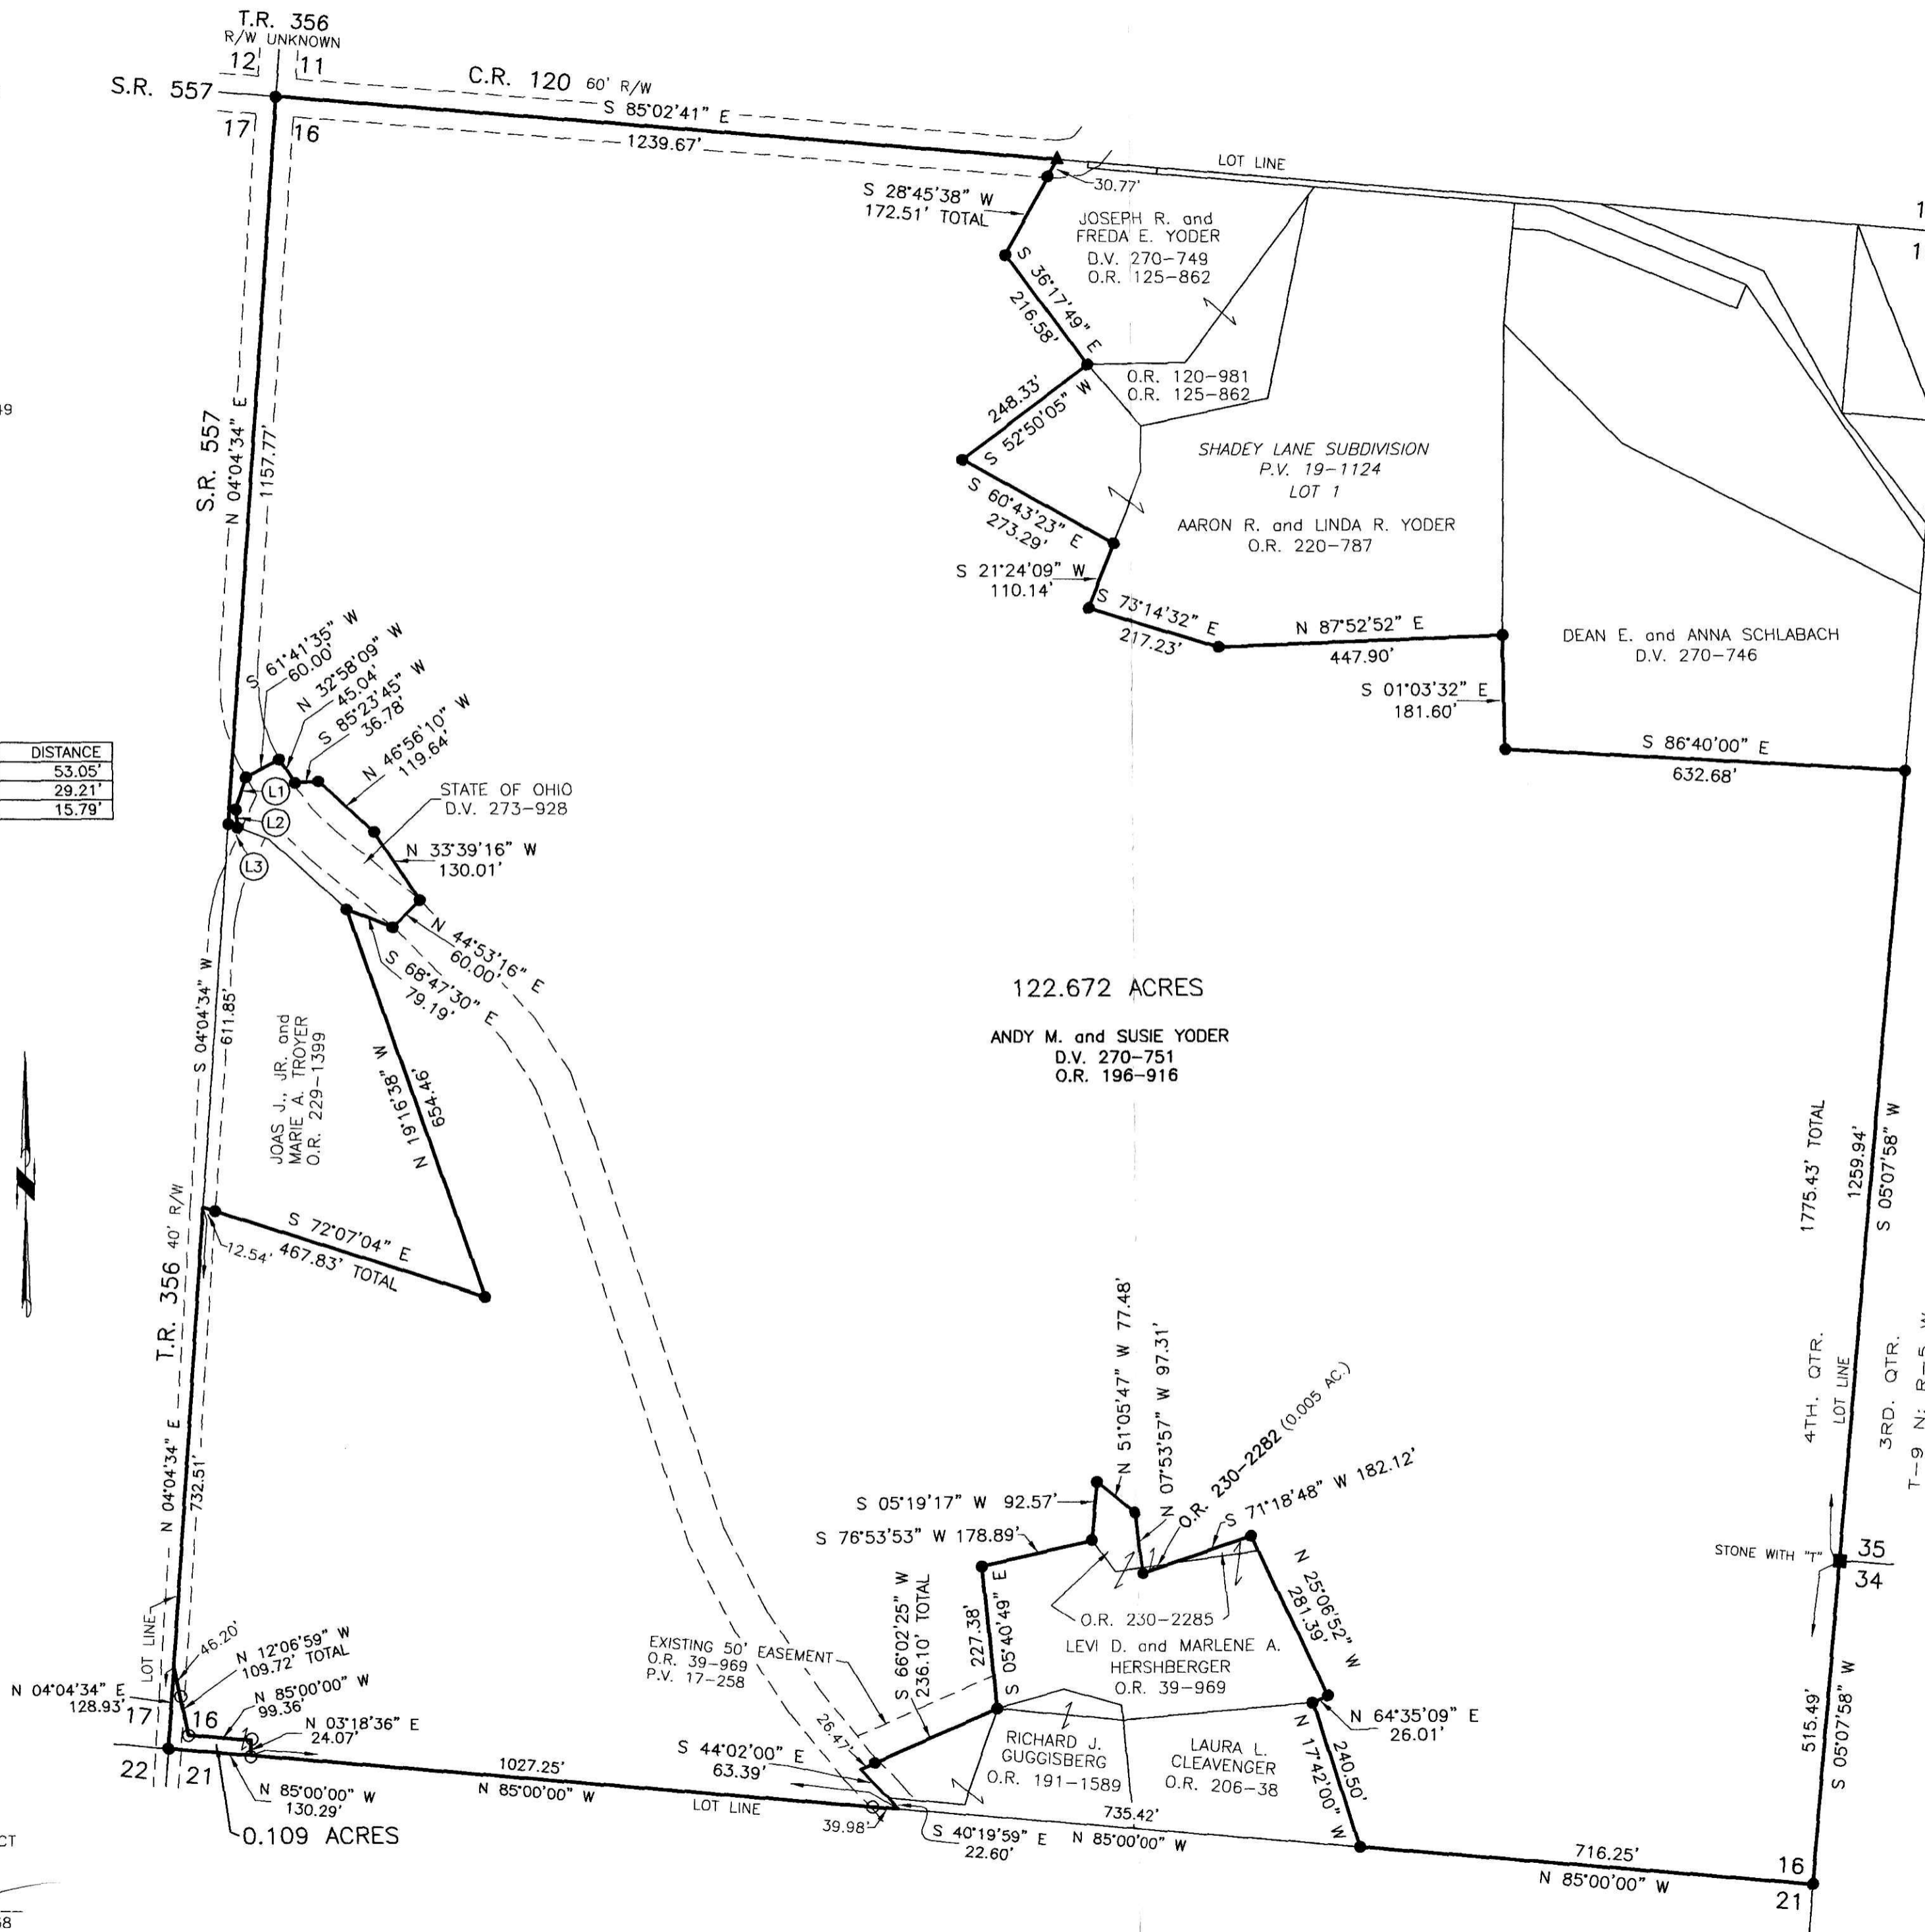 T.R. 356
R/W UNKNOWN
12
11
S.R. 557
C.R. 120 60' R/W
S 85°02'41" E
1239.67'
17
16
LOT LINE
30.77'
S 28°45'38" W
172.51' TOTAL
JOSEPH R. and
FREDA E. YODER
D.V. 270-749
O.R. 125-862
S 36°17'49" E
216.58'
O.R. 120-981
O.R. 125-862
248.33'
S 52°50'05" W
S 60°43'23" E
273.29'
SHADEY LANE SUBDIVISION
P.V. 19-1124
LOT 1
AARON R. and LINDA R. YODER
O.R. 220-787
S 21°24'09" W
110.14'
S 73°14'32" E
217.23'
N 87°52'52" E
447.90'
DEAN E. and ANNA SCHLABACH
D.V. 270-746
S 01°03'32" E
181.60'
S 86°40'00" E
632.68'
S.R. 557
N 04°04'34" E
1157.77'
S 61°41'35" W
60.00'
N 32°58'09" W
45.04'
S 85°23'45" W
36.78'
N 46°56'10" W
119.64'
STATE OF OHIO
D.V. 273-928
DISTANCE
53.05'
29.21'
15.79'
L1
L2
L3
N 33°39'16" W
130.01'
N 44°53'16" E
60.00'
S 68°47'30" E
79.19'
S 04°04'34" W
611.85'
JOAS J., JR. and
MARIE A. TROYER
O.R. 229-1399
N 19°16'38" W
654.46'
122.672 ACRES
ANDY M. and SUSIE YODER
D.V. 270-751
O.R. 196-916
1775.43' TOTAL
1259.94'
S 05°07'58" W
S 72°07'04" E
12.54'
467.83' TOTAL
T.R. 356 40' R/W
N 04°04'34" E
732.51'
4TH. QTR.
LOT LINE
3RD. QTR.
N 51°05'47" W 77.48'
N 07°53'57" W 97.31'
O.R. 230-2282 (0.005 AC.)
S 71°18'48" W 182.12'
S 05°19'17" W 92.57'
S 76°53'53" W 178.89'
STONE WITH "T"
35
34
N 25°06'52" W
281.39'
O.R. 230-2285
LEVI D. and MARLENE A.
HERSHBERGER
O.R. 39-969
S 66°02'25" W
236.10' TOTAL
227.38'
S 05°40'49" E
EXISTING 50' EASEMENT
O.R. 39-969
P.V. 17-258
LOT LINE
46.20'
N 12°06'59" W
109.72' TOTAL
N 85°00'00" W
99.36'
N 04°04'34" E
128.93'
17
16
N 03°18'36" E
24.07'
22
21
N 85°00'00" W
130.29'
0.109 ACRES
1027.25'
N 85°00'00" W
LOT LINE
26.47'
S 44°02'00" E
63.39'
39.98'
S 40°19'59" E
22.60'
RICHARD J.
GUGGISBERG
O.R. 191-1589
LAURA L.
CLEAVENGER
O.R. 206-38
735.42'
N 85°00'00" W
N 64°35'09" E
26.01'
N 17°42'00" W
240.50'
515.49'
S 05°07'58" W
716.25'
N 85°00'00" W
16
21